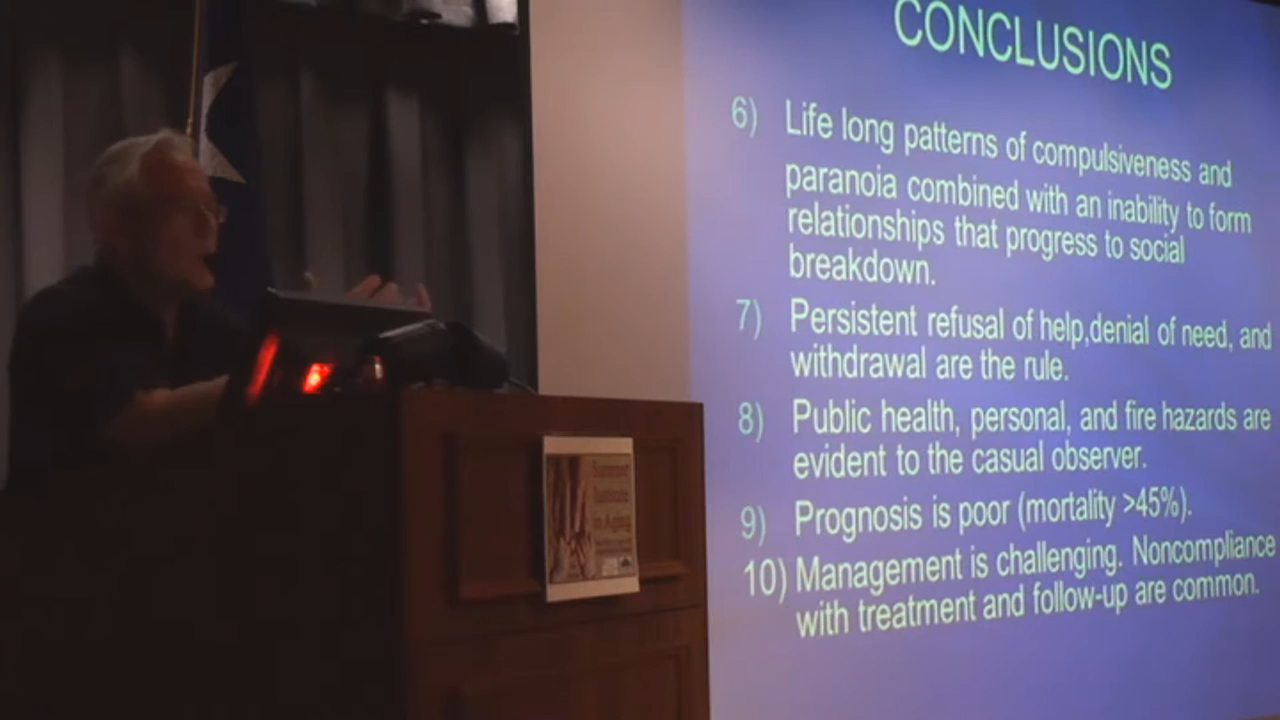 CONCLUSIONS
6) Life long patterns of compulsiveness and
paranoia combined with an inability to form
relationships that progress to social
breakdown.
7) Persistent refusal of help,denial of need, and
withdrawal are the rule.
8) Public health, personal, and fire hazards are
evident to the casual observer.
9) Prognosis is poor (mortality >45%).
10) Management is challenging. Noncompliance
with treatment and follow-up are common.
Institute
on Aging